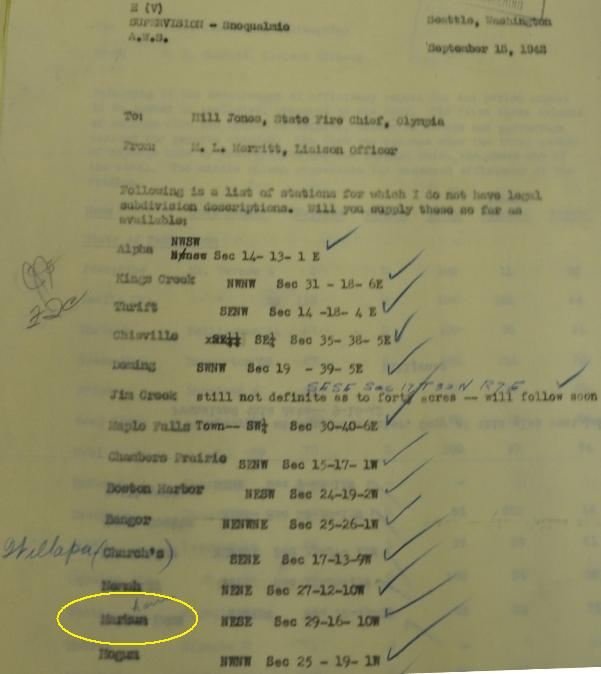 E (V)
SUPERVISION - Snoqualmie
A.W.S.
Seattle, Washington
September 15, 1942
To: Hill Jones, State Fire Chief, Olympia
From: M. L. Merritt, Liaison Officer
Following is a list of stations for which I do not have legal
subdivision descriptions. Will you supply these so far as
available:
NWSW
Alpha Sec 14- 13- 1 E
Kings Creek NWNW Sec 31 - 18- 6E
Thrift SENW Sec 14 -18- 4 E
Chisville SE¼ Sec 35- 38- 5E
Deming SWNW Sec 19 - 39- 5E
SESE Sec 17 T32N R7E
Jim Creek still not definite as to forty acres -- will follow soon
Maple Falls Town-- SW¼ Sec 30-40-6E
Chambers Prairie SENW Sec 15-17- 1W
Boston Harbor NESW Sec 24-19-2W
Bangor NENWNE Sec 25-26-1W
Willapa (Church's) SENE Sec 17-13-9W
NENE Sec 27-12-10W
ham
NESE Sec 29-16- 10W
Hogum NWNW Sec 25 - 19- 1W